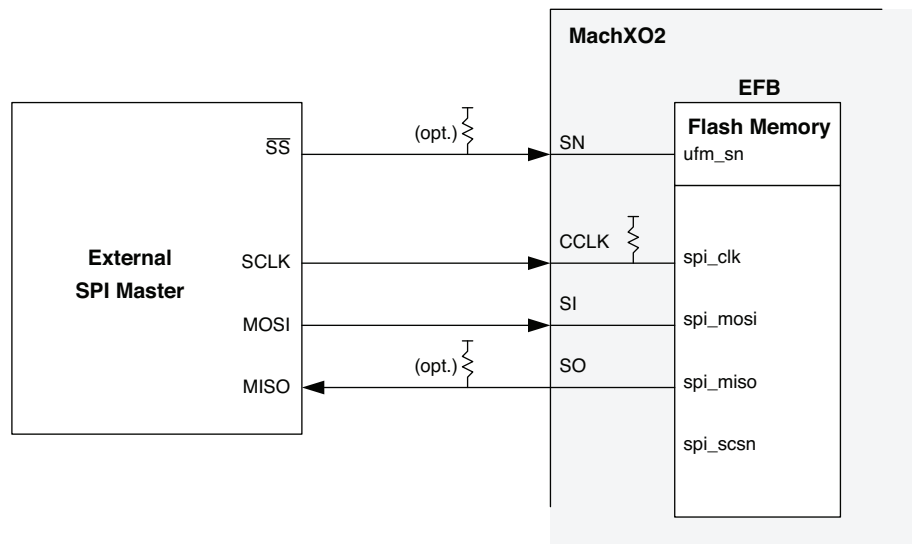 MachXO2
EFB
Flash Memory
(opt.)
SS
SN
ufm_sn
CCLK
External
SPI Master
SCLK
spi_clk
SI
MOSI
spi_mosi
(opt.)
SO
MISO
spi_miso
spi_scsn